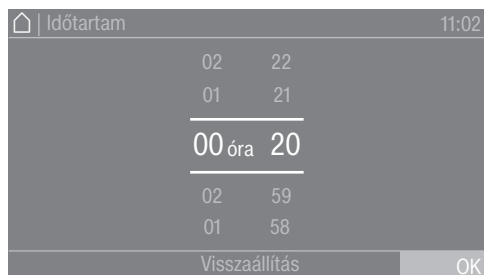 | Időtartam 11:02
02 22
01 21
00 óra 20
02 59
01 58
Visszaállítás OK